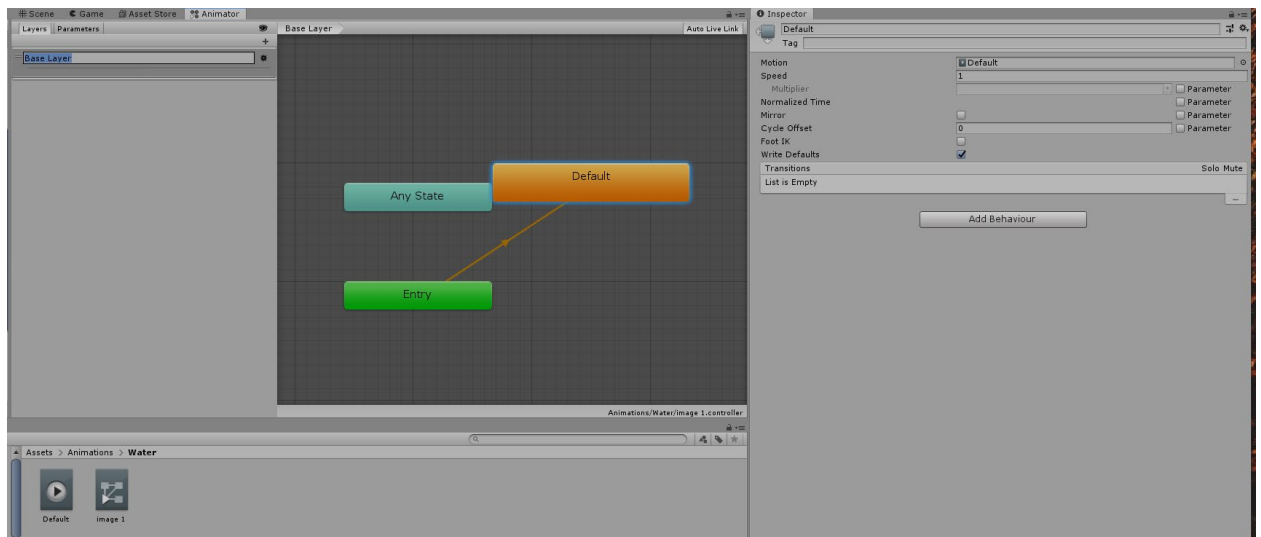 Scene Game Asset Store Animator
Layers Parameters
Base Layer Auto Live Link
+
Base Layer
Default
Any State
Entry
Animations/Water/image 1.controller
Assets > Animations > Water
Default image 1
Inspector
Default
Tag
Motion Default
Speed 1
Multiplier Parameter
Normalized Time Parameter
Mirror Parameter
Cycle Offset 0 Parameter
Foot IK
Write Defaults
Transitions Solo Mute
List is Empty
Add Behaviour